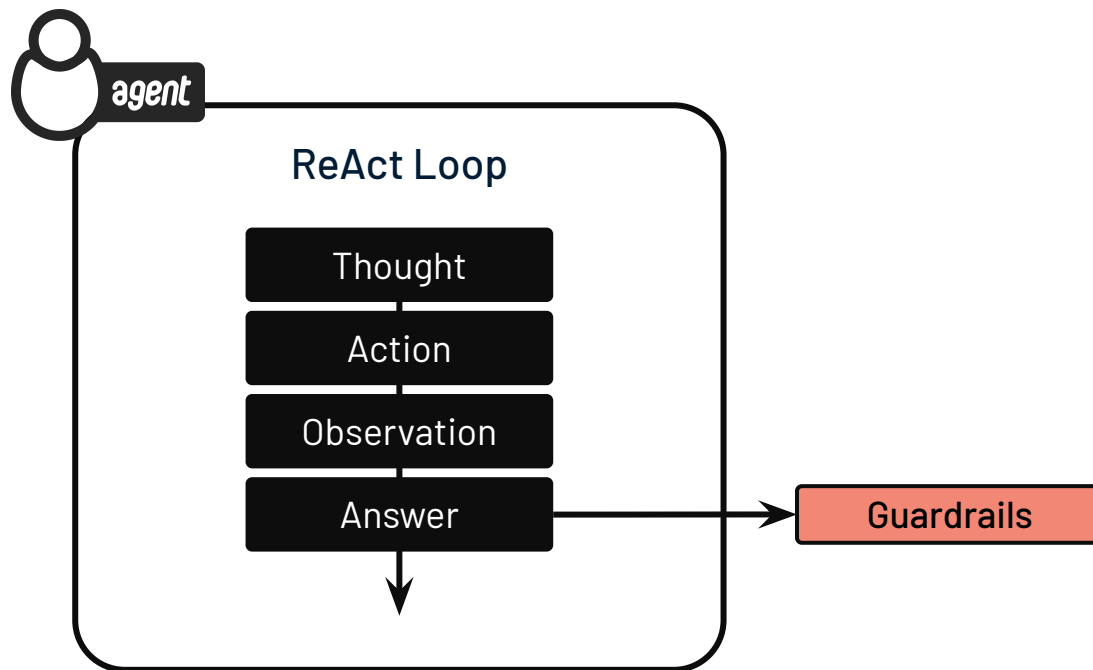 agent
ReAct Loop
Thought
Action
Observation
Answer
Guardrails